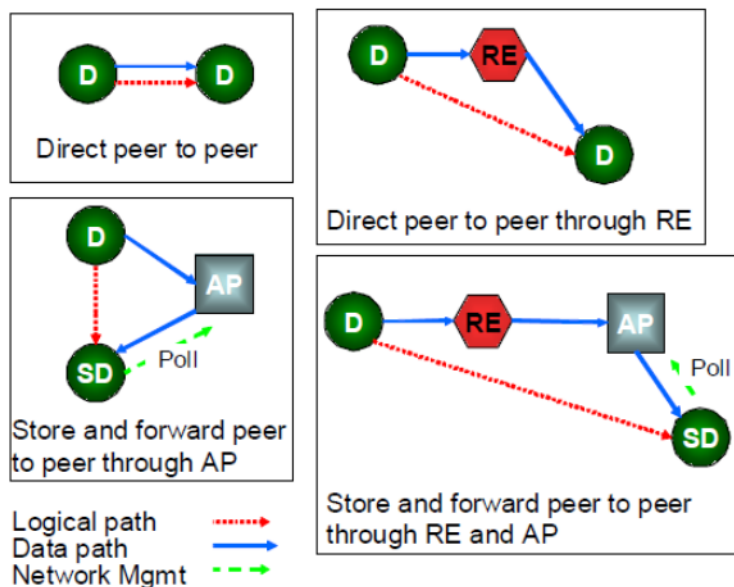 D
D
Direct peer to peer
D
RE
D
Direct peer to peer through RE
D
AP
SD
Poll
Store and forward peer
to peer through AP
D
RE
AP
Poll
SD
Store and forward peer to peer
through RE and AP
Logical path
Data path
Network Mgmt